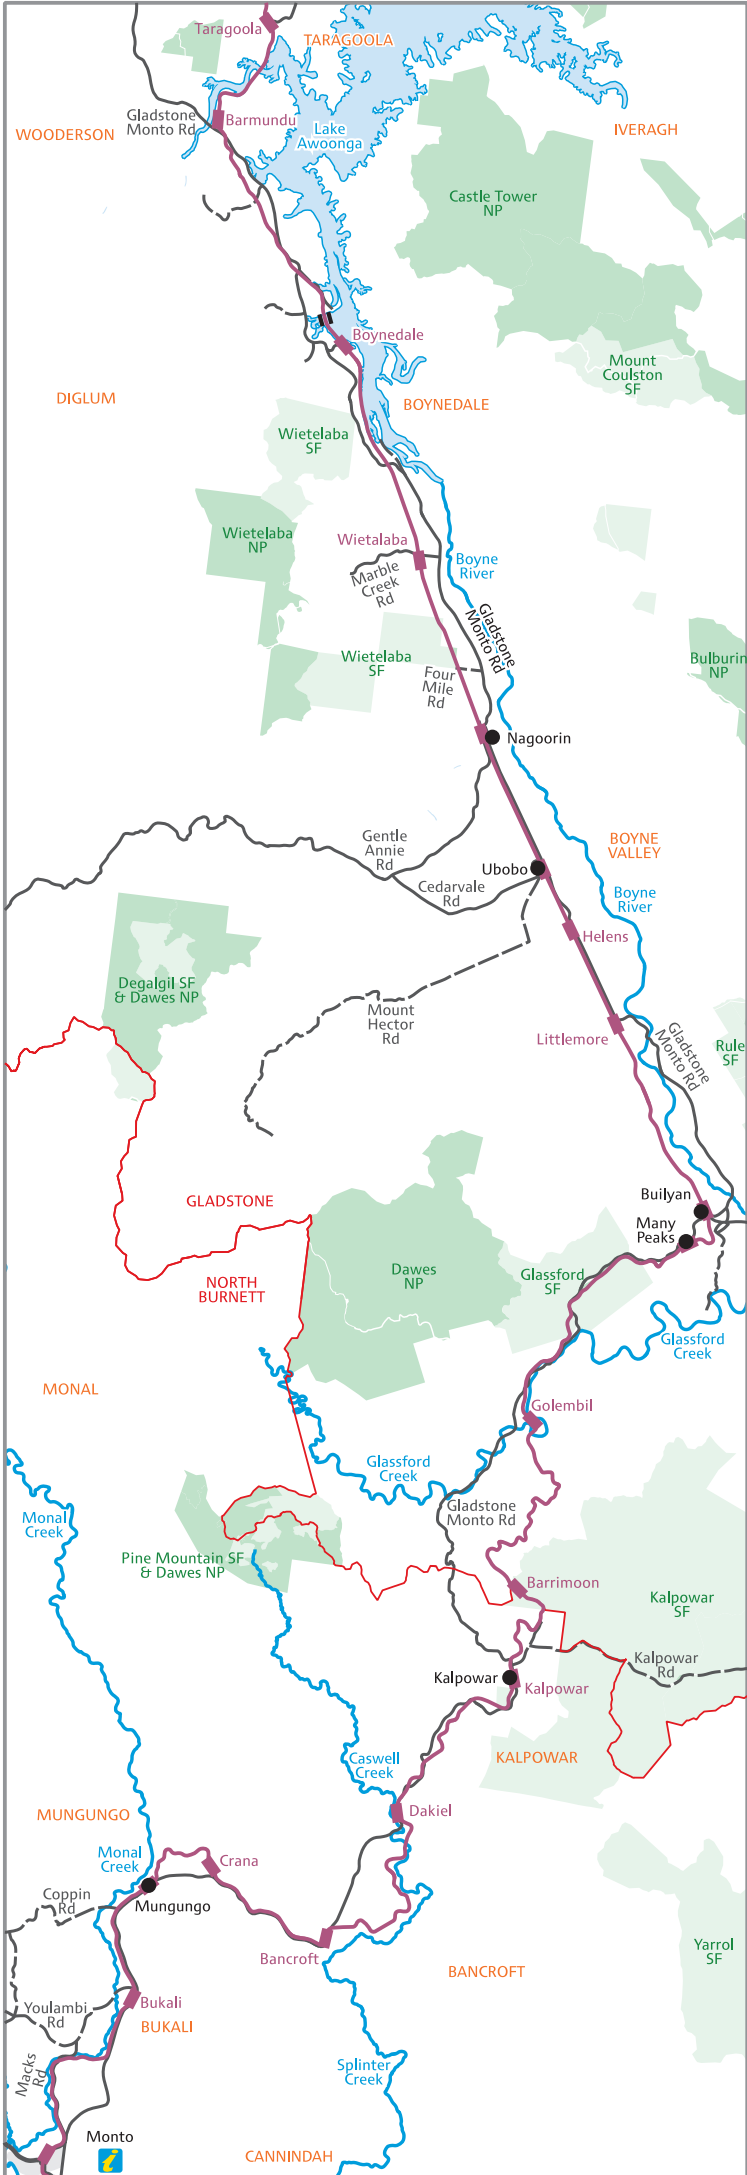 Taragoola
TARAGOOLA
Gladstone
Monto Rd
Barmundu
WOODERSON
Lake
Awoonga
IVERAGH
Castle Tower
NP
Boynedale
Mount
Coulston
SF
DIGLUM
BOYNEDALE
Wietelaba
SF
Wietelaba
NP
Wietalaba
Boyne
River
Marble
Creek
Rd
Gladstone
Monto Rd
Wietelaba
SF
Four
Mile
Rd
Bulburin
NP
Nagoorin
Gentle
Annie
Rd
BOYNE
VALLEY
Ubobo
Cedarvale
Rd
Boyne
River
Helens
Degalgil SF
& Dawes NP
Mount
Hector
Rd
Littlemore
Gladstone
Monto Rd
Rule
SF
Builyan
GLADSTONE
Many
Peaks
NORTH
BURNETT
Dawes
NP
Glassford
SF
Glassford
Creek
MONAL
Golembil
Glassford
Creek
Gladstone
Monto Rd
Monal
Creek
Pine Mountain SF
& Dawes NP
Barrimoon
Kalpowar
SF
Kalpowar
Rd
Kalpowar
Kalpowar
Caswell
Creek
KALPOWAR
MUNGUNGO
Dakiel
Monal
Creek
Crana
Coppin
Rd
Mungungo
Bancroft
BANCROFT
Yarrol
SF
Bukali
Youlambi
Rd
BUKALI
Macks
Rd
Splinter
Creek
Monto
i
CANNINDAH